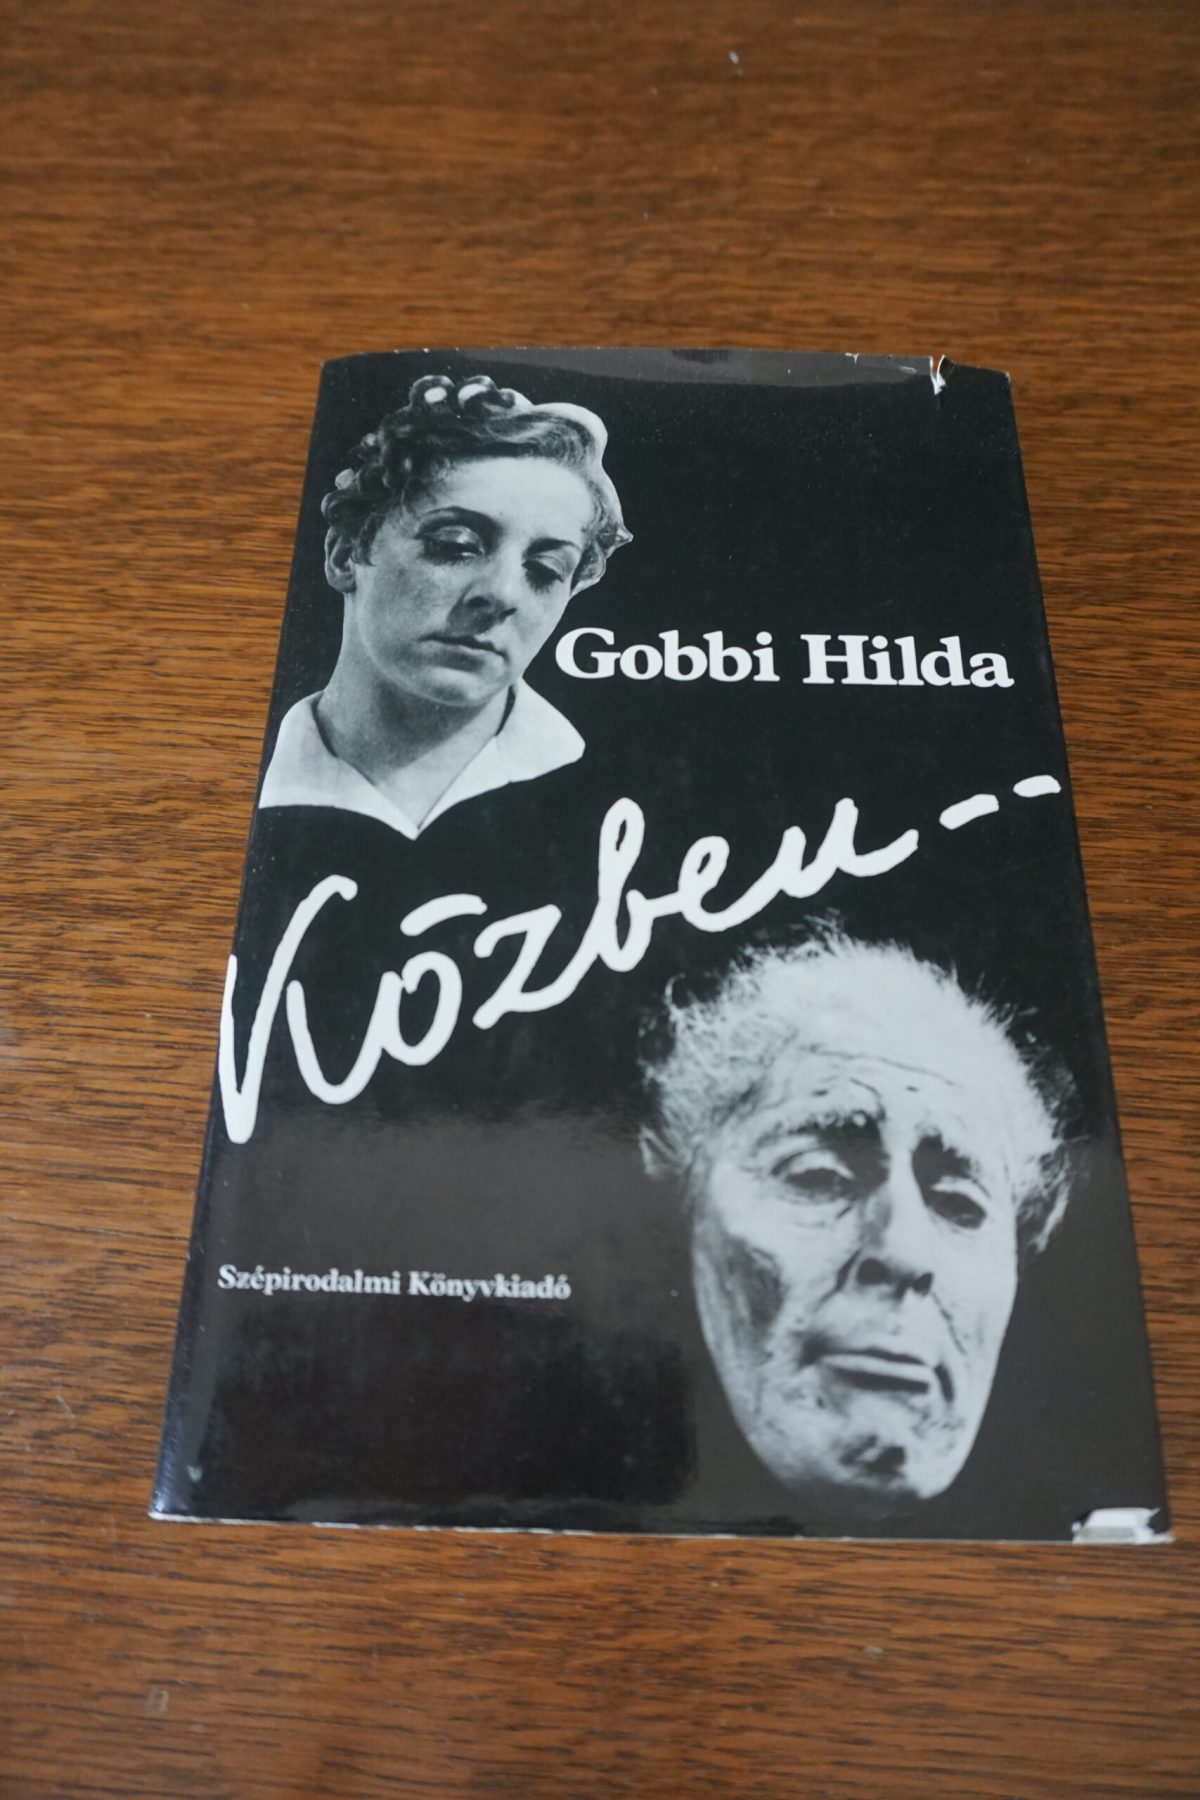 Gobbi Hilda
Közben--
Szépirodalmi Könyvkiadó